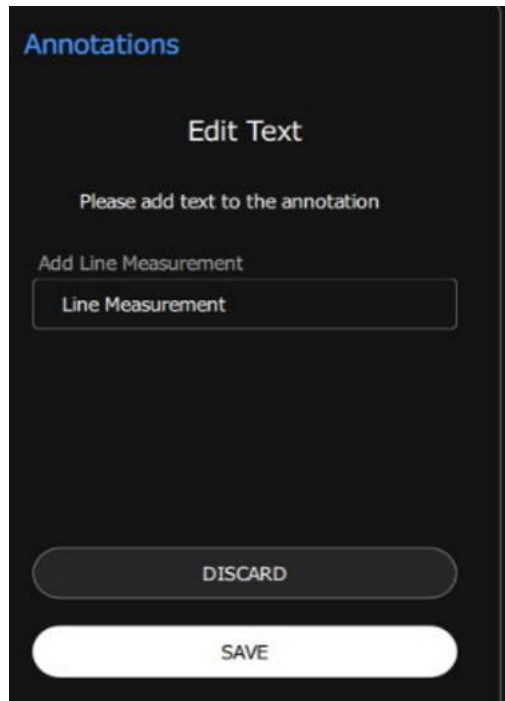 Annotations
Edit Text
Please add text to the annotation
Add Line Measurement
Line Measurement
DISCARD
SAVE